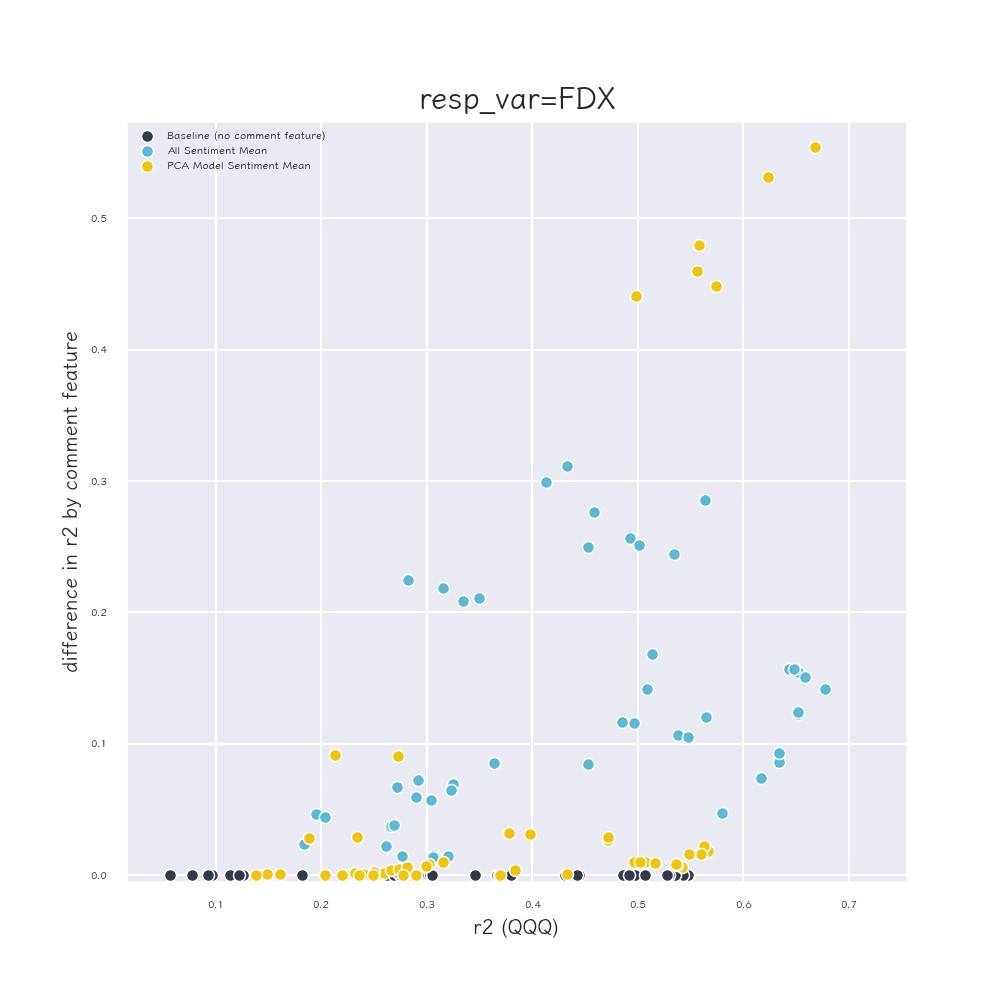 resp_var=FDX
Baseline (no comment feature)
All Sentiment Mean
PCA Model Sentiment Mean
difference in r2 by comment feature
0.5
0.4
0.3
0.2
0.1
0.0
0.1 0.2 0.3 0.4 0.5 0.6 0.7
r2 (QQQ)